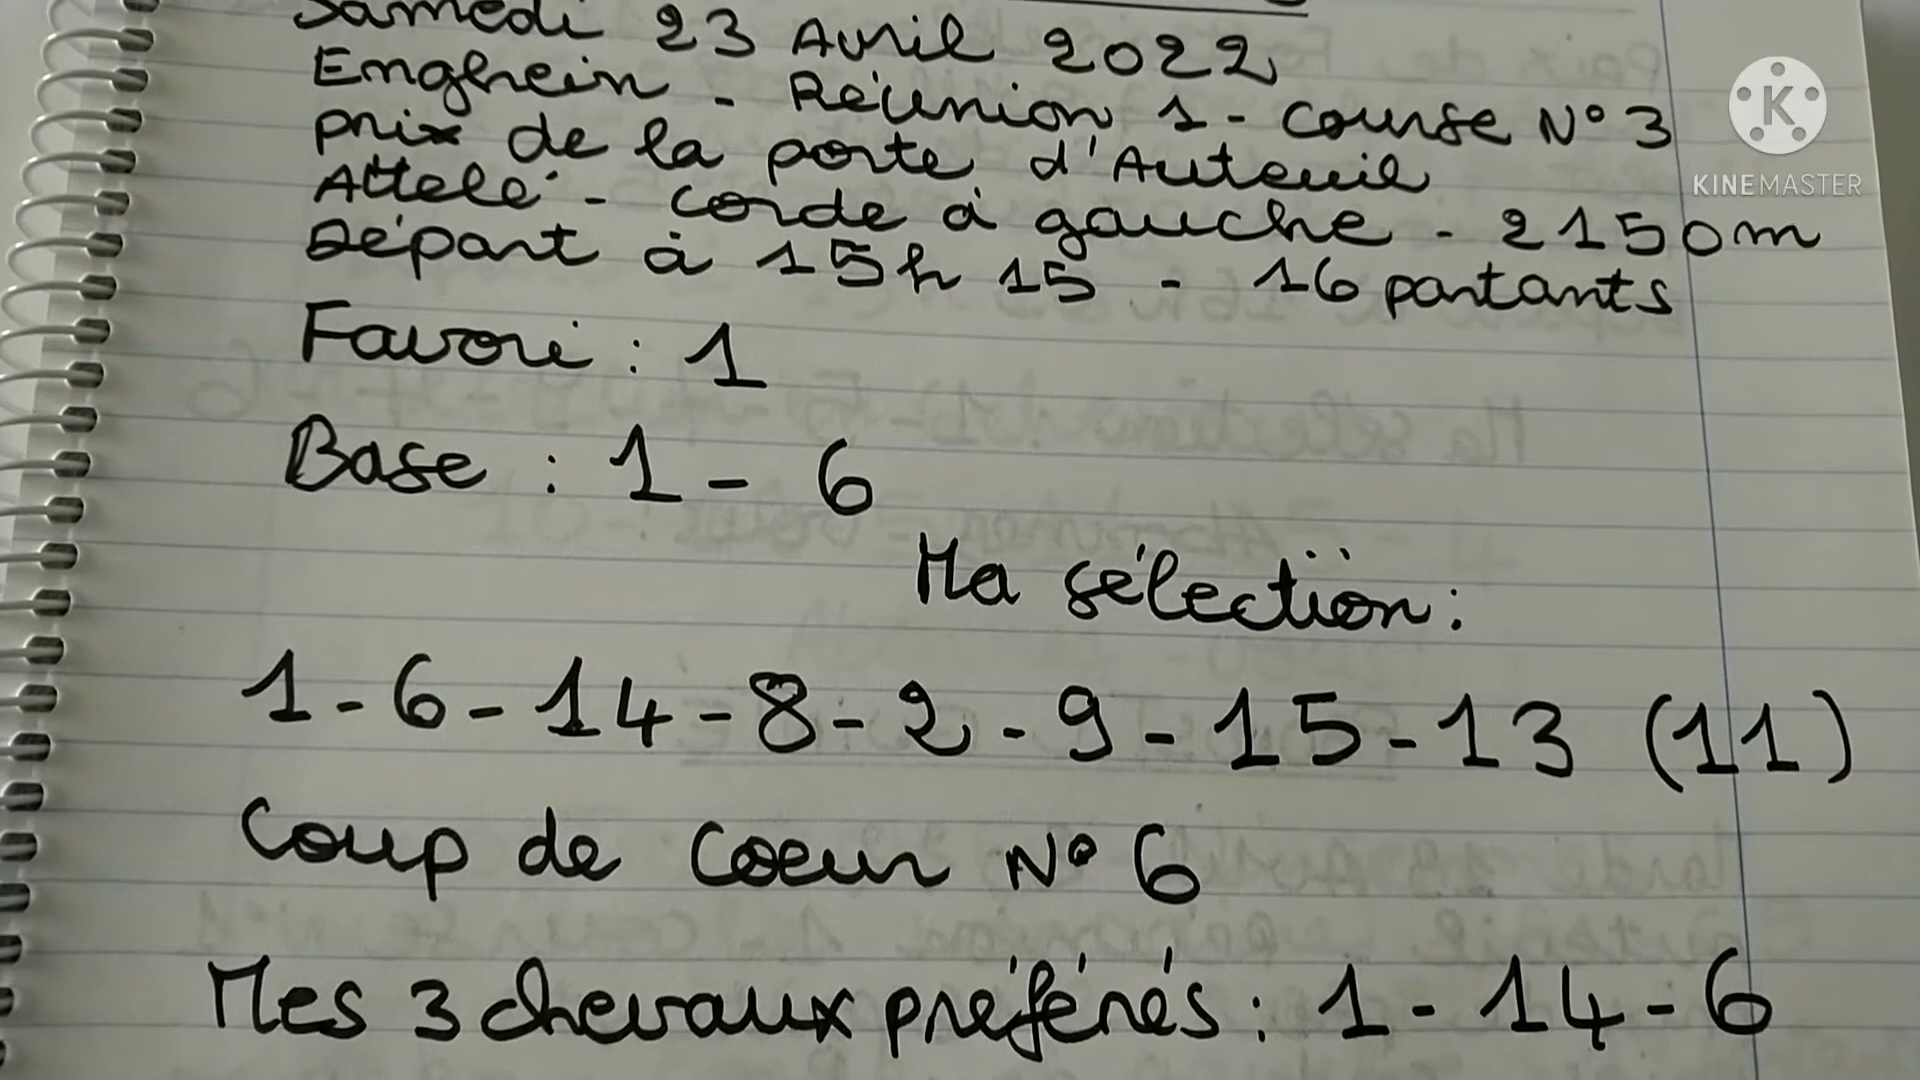 Samedi 23 Avril 2022
Enghein - Réunion 1 - course N° 3
prix de la porte d'Auteuil
Attelé - corde à gauche - 2150m
Départ à 15h15 - 16 partants
Favori : 1
Base : 1 - 6
Ma sélection :
1 - 6 - 14 - 8 - 2 - 9 - 15 - 13 (11)
Coup de coeur N° 6
Mes 3 chevaux préférés : 1 - 14 - 6
K
KINEMASTER